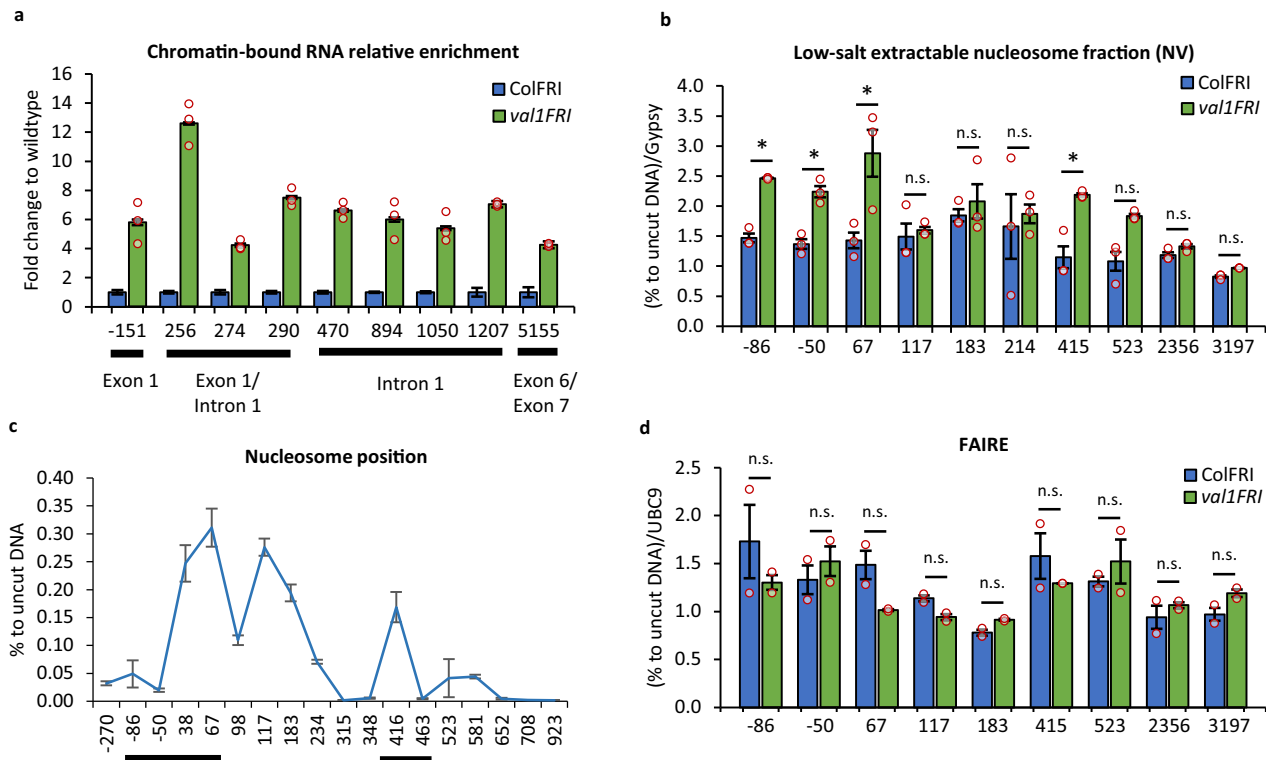 a
Chromatin-bound RNA relative enrichment
Fold change to wildtype
16
14
12
10
8
6
4
2
0
ColFRI
val1FRI
-151 256 274 290 470 894 1050 1207 5155
Exon 1
Exon 1/
Intron 1
Intron 1
Exon 6/
Exon 7
b
Low-salt extractable nucleosome fraction (NV)
(% to uncut DNA)/Gypsy
4.0
3.5
3.0
2.5
2.0
1.5
1.0
0.5
0.0
ColFRI
val1FRI
* * * n.s. n.s. n.s. * n.s. n.s. n.s.
-86 -50 67 117 183 214 415 523 2356 3197
c
Nucleosome position
% to uncut DNA
0.40
0.35
0.30
0.25
0.20
0.15
0.10
0.05
0.00
-270 -86 -50 38 67 98 117 183 234 315 348 416 463 523 581 652 708 923
d
FAIRE
(% to uncut DNA)/UBC9
2.5
2.0
1.5
1.0
0.5
0.0
ColFRI
val1FRI
n.s. n.s. n.s. n.s. n.s. n.s. n.s. n.s. n.s.
-86 -50 67 117 183 415 523 2356 3197